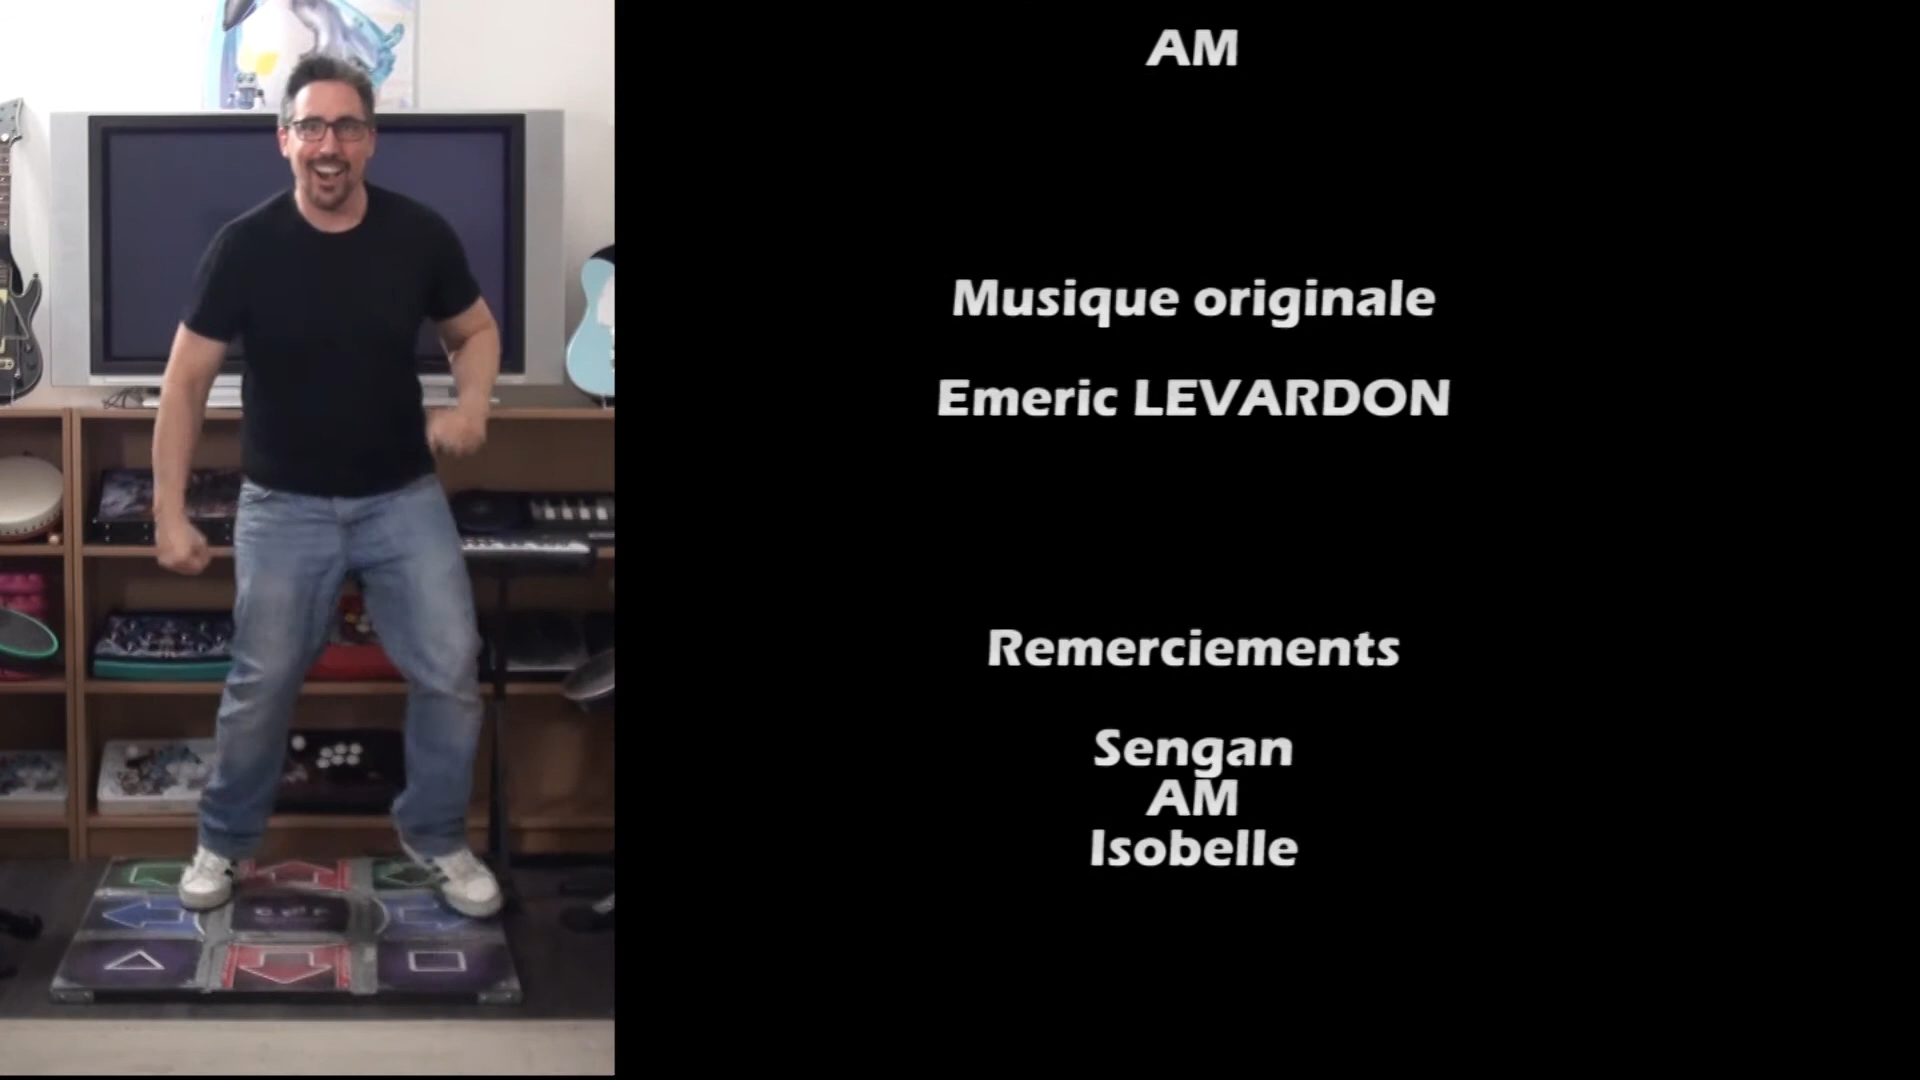 AM
Musique originale
Emeric LEVARDON
Remerciements
Sengan
AM
Isobelle